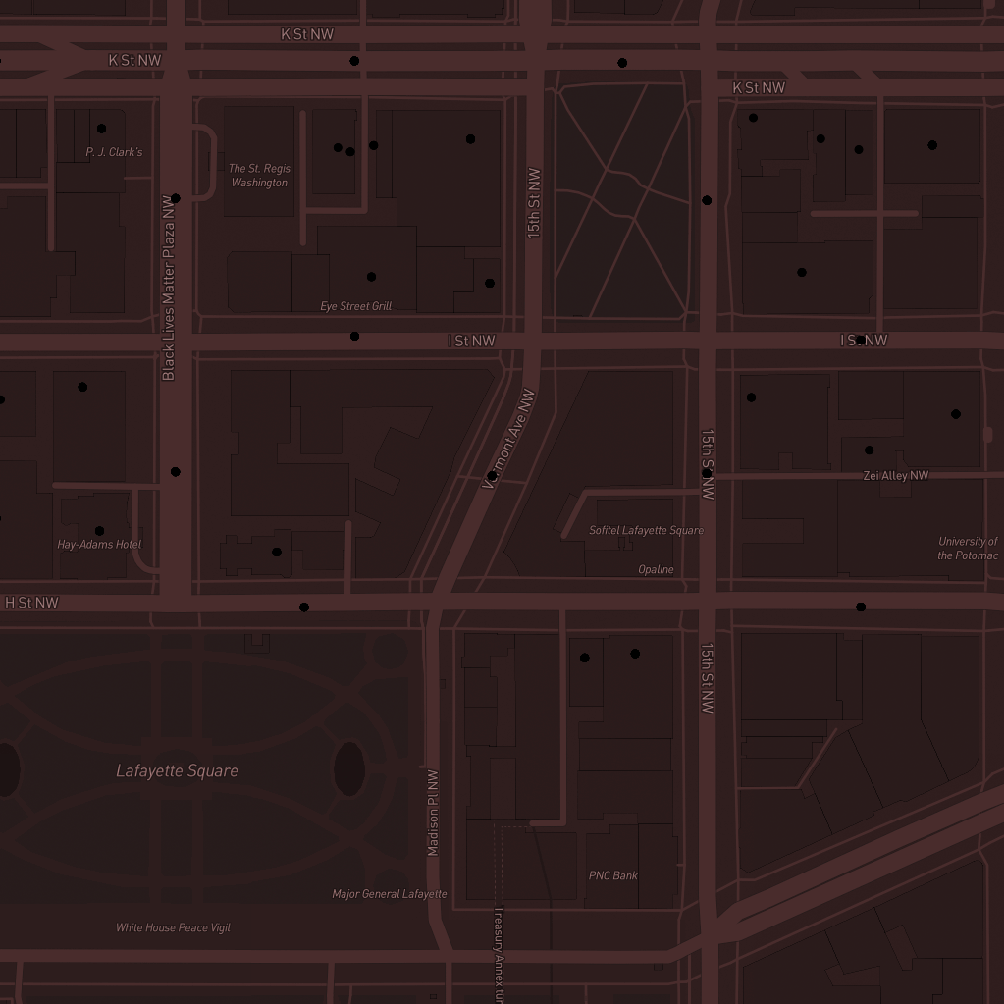 K St NW
K S: NW
K St NW
P. J. Clark's
The St. Regis
Washington
15th St NW
Black Lives Matter Plaza NW
Eye Street Grill
I St NW
I St NW
Vermont Ave NW
15th St NW
Zei Alley NW
Sofitel Lafayette Square
Hay-Adams Hotel
University of
the Potomac
Opaline
H St NW
15th St NW
Lafayette Square
Madison Pl NW
PNC Bank
Major General Lafayette
White House Peace Vigil
Treasury Annex tun